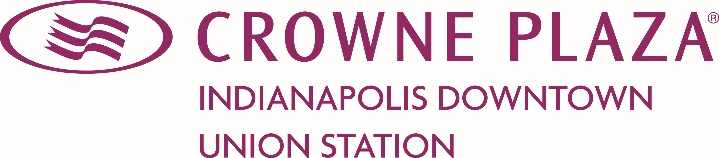 CROWNE PLAZA®
INDIANAPOLIS DOWNTOWN
UNION STATION